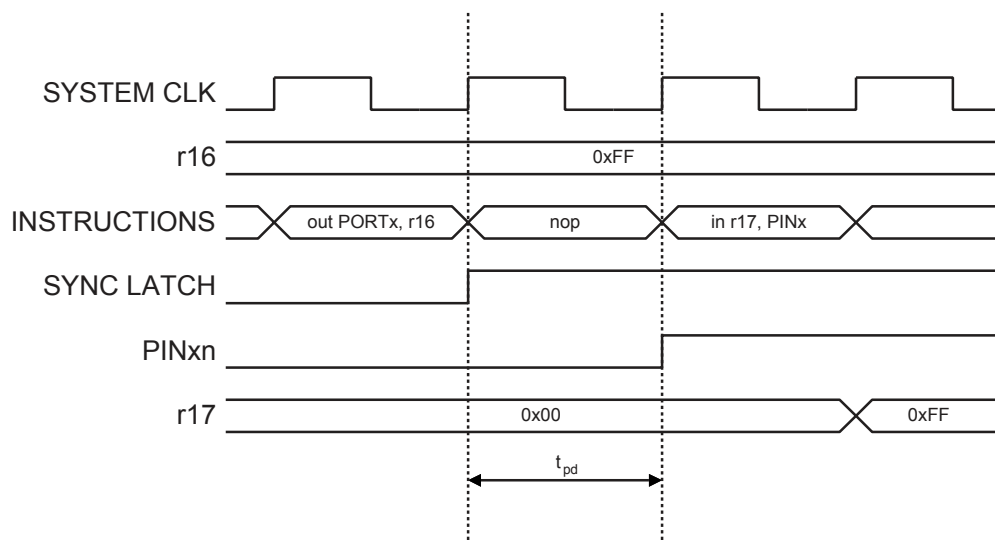 SYSTEM CLK
r16
0xFF
INSTRUCTIONS
out PORTx, r16
nop
in r17, PINx
SYNC LATCH
PINxn
r17
0x00
0xFF
tpd